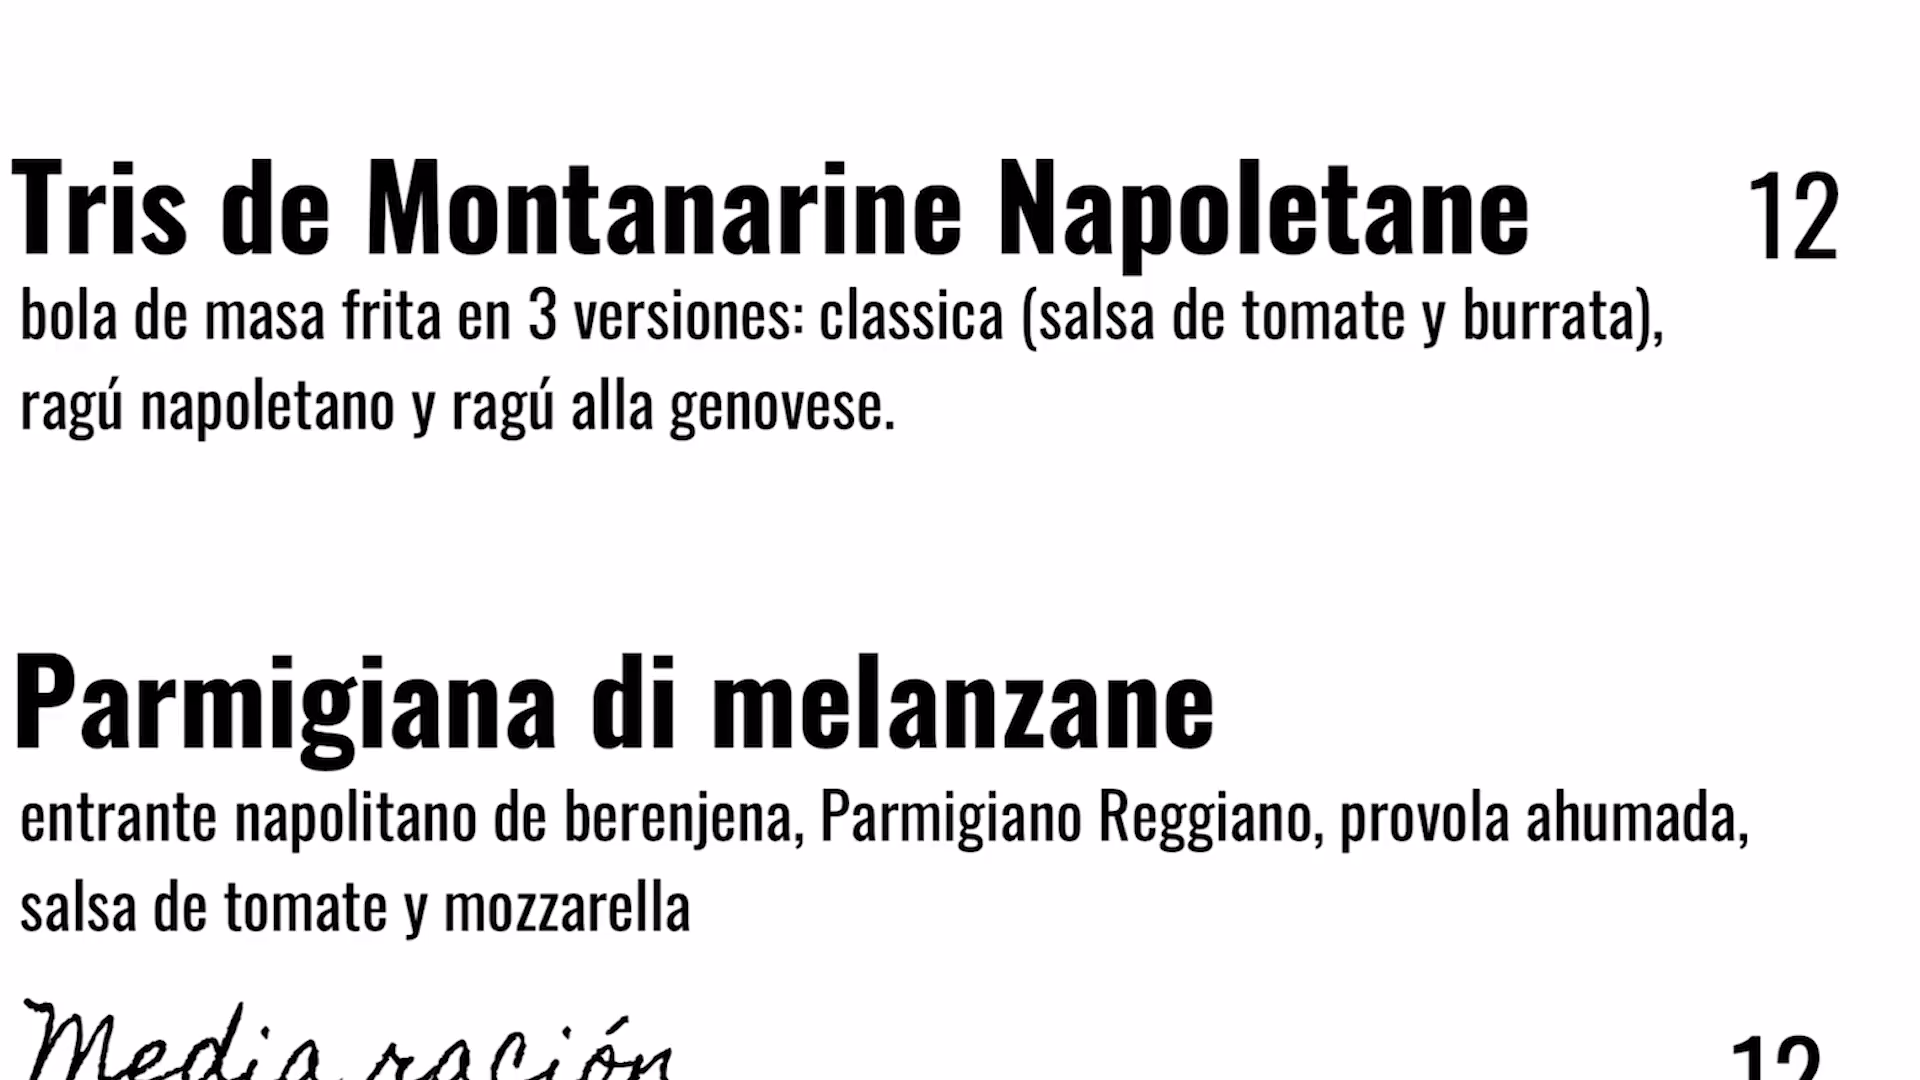 Tris de Montanarine Napoletane 12
bola de masa frita en 3 versiones: classica (salsa de tomate y burrata),
ragú napoletano y ragú alla genovese.
Parmigiana di melanzane
entrante napolitano de berenjena, Parmigiano Reggiano, provola ahumada,
salsa de tomate y mozzarella
Media ración 12